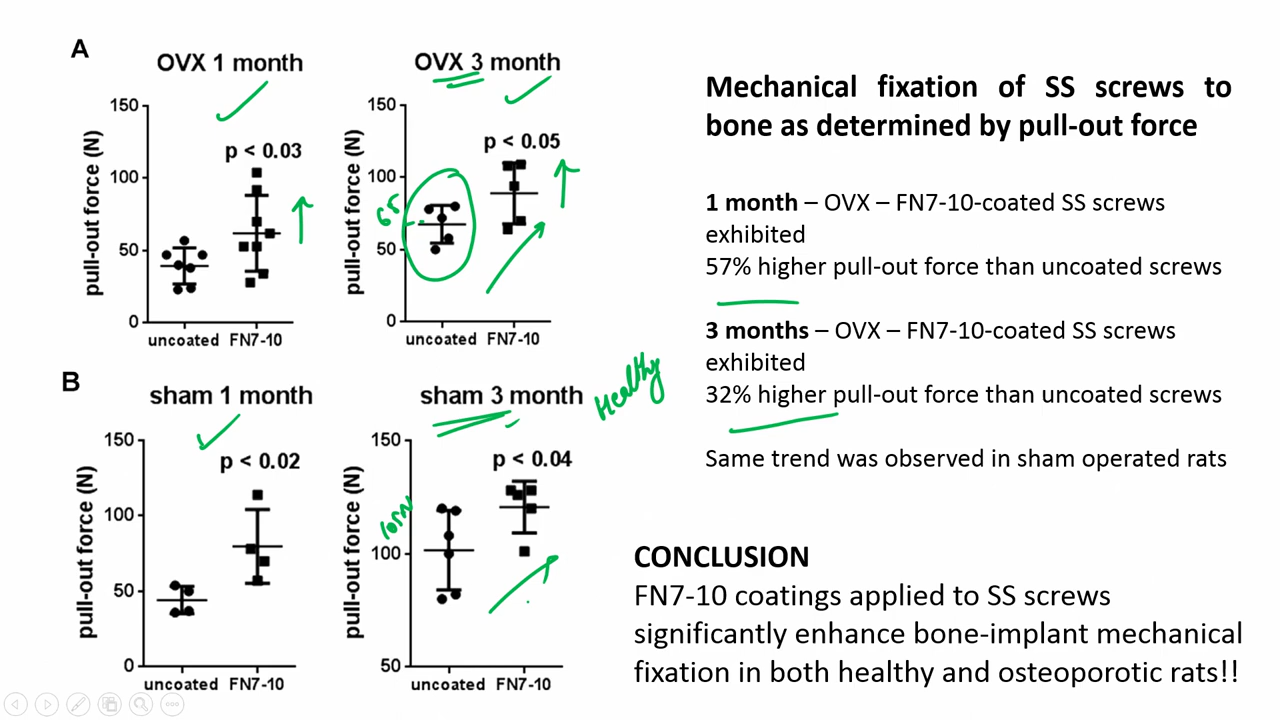 A
OVX 1 month
150
100
50
0
pull-out force (N)
p < 0.03
uncoated FN7-10
OVX 3 month
150
100
50
0
pull-out force (N)
p < 0.05
65
uncoated FN7-10
B
sham 1 month
150
100
50
0
pull-out force (N)
p < 0.02
uncoated FN7-10
sham 3 month
Healthy
150
100
50
pull-out force (N)
p < 0.04
uncoated FN7-10
Mechanical fixation of SS screws to
bone as determined by pull-out force
1 month – OVX – FN7-10-coated SS screws
exhibited
57% higher pull-out force than uncoated screws
3 months – OVX – FN7-10-coated SS screws
exhibited
32% higher pull-out force than uncoated screws
Same trend was observed in sham operated rats
CONCLUSION
FN7-10 coatings applied to SS screws
significantly enhance bone-implant mechanical
fixation in both healthy and osteoporotic rats!!